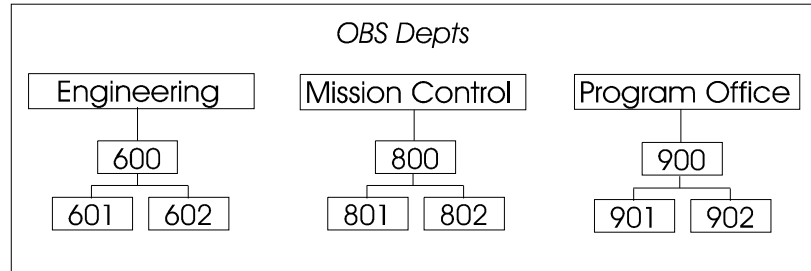 OBS Depts
Engineering
Mission Control
Program Office
600
800
900
601
602
801
802
901
902